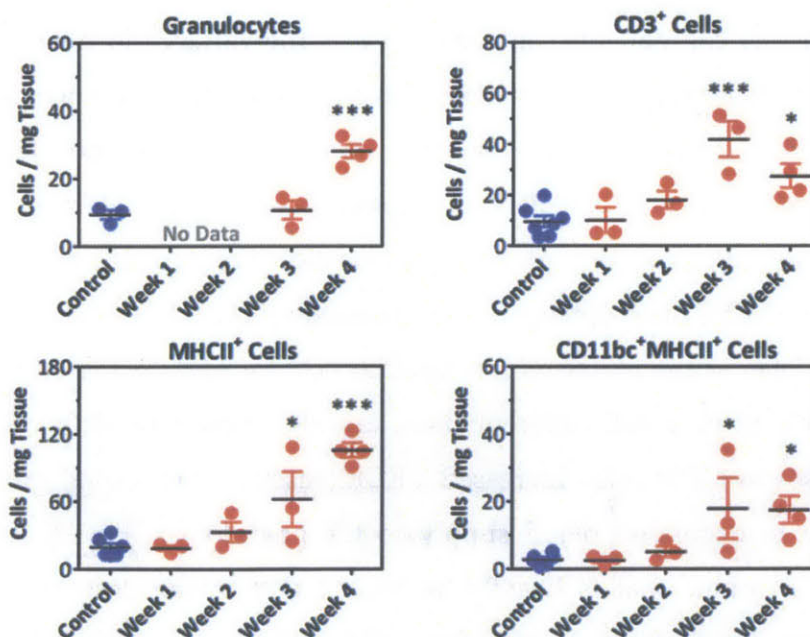 Granulocytes
CD3⁺ Cells
Cells / mg Tissue
60
40
20
0
***
No Data
Control
Week 1
Week 2
Week 3
Week 4
Cells / mg Tissue
80
60
40
20
0
***
*
Control
Week 1
Week 2
Week 3
Week 4
MHCII⁺ Cells
CD11bc⁺MHCII⁺ Cells
Cells / mg Tissue
180
120
60
0
*
***
Control
Week 1
Week 2
Week 3
Week 4
Cells / mg Tissue
60
40
20
0
*
*
Control
Week 1
Week 2
Week 3
Week 4